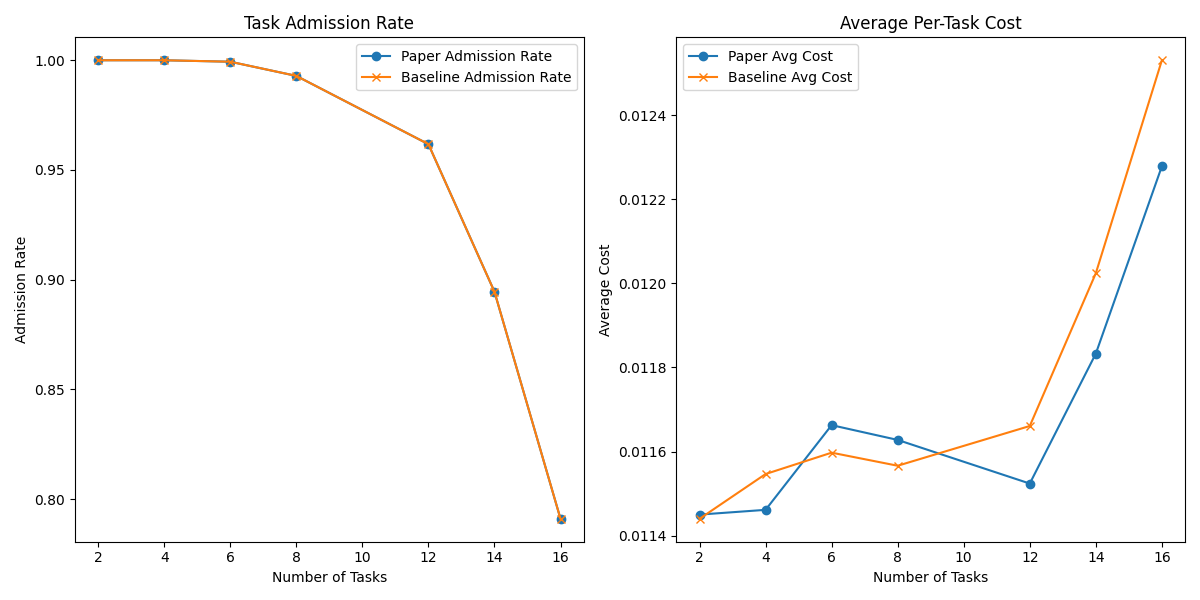 Task Admission Rate
Paper Admission Rate
Baseline Admission Rate
1.00
0.95
0.90
0.85
0.80
Admission Rate
2 4 6 8 10 12 14 16
Number of Tasks
Average Per-Task Cost
Paper Avg Cost
Baseline Avg Cost
0.0124
0.0122
0.0120
0.0118
0.0116
0.0114
Average Cost
2 4 6 8 10 12 14 16
Number of Tasks